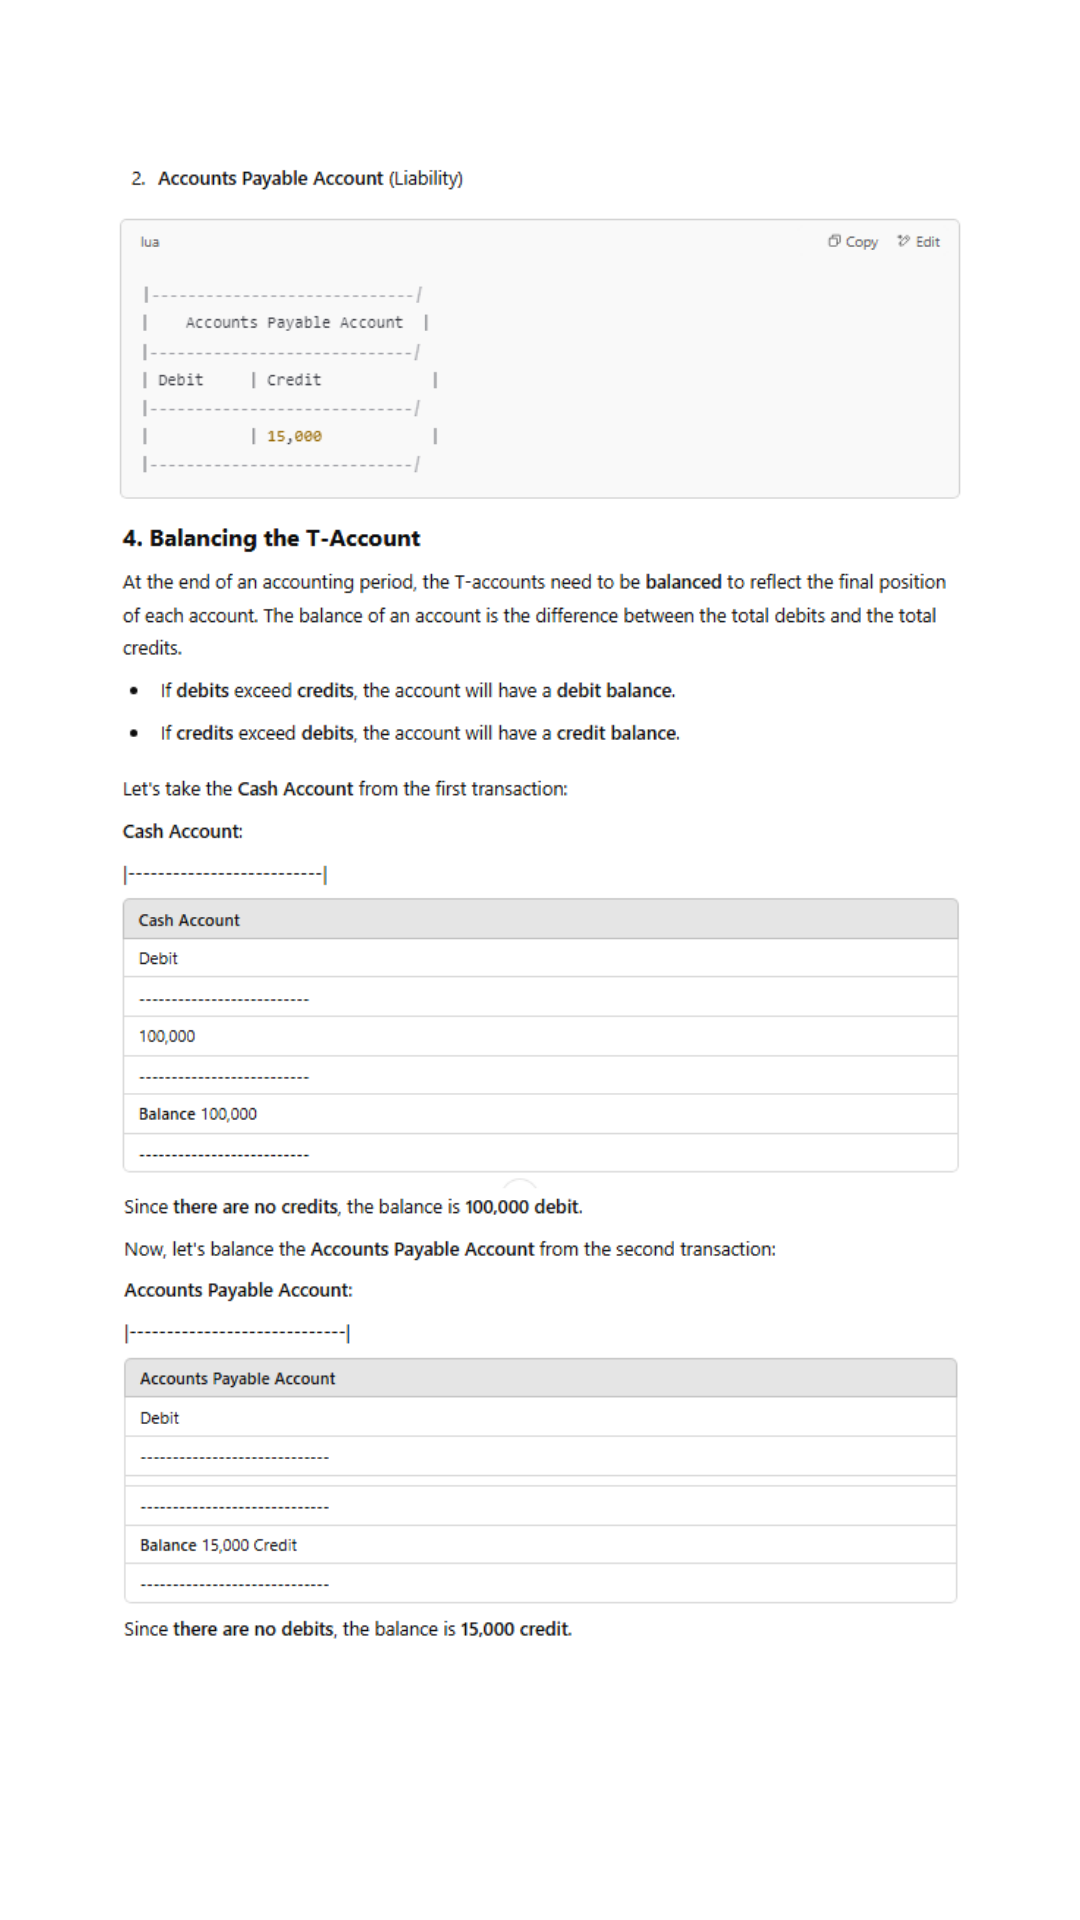 2. Accounts Payable Account (Liability)
lua
Copy Edit
|-----------------------------/
| Accounts Payable Account |
|-----------------------------/
| Debit | Credit |
|-----------------------------/
| | 15,000 |
|-----------------------------/
4. Balancing the T-Account
At the end of an accounting period, the T-accounts need to be balanced to reflect the final position
of each account. The balance of an account is the difference between the total debits and the total
credits.
• If debits exceed credits, the account will have a debit balance.
• If credits exceed debits, the account will have a credit balance.
Let's take the Cash Account from the first transaction:
Cash Account:
|--------------------------|
Cash Account
Debit
--------------------------
100,000
--------------------------
Balance 100,000
--------------------------
Since there are no credits, the balance is 100,000 debit.
Now, let's balance the Accounts Payable Account from the second transaction:
Accounts Payable Account:
|-----------------------------|
Accounts Payable Account
Debit
-----------------------------
-----------------------------
Balance 15,000 Credit
-----------------------------
Since there are no debits, the balance is 15,000 credit.